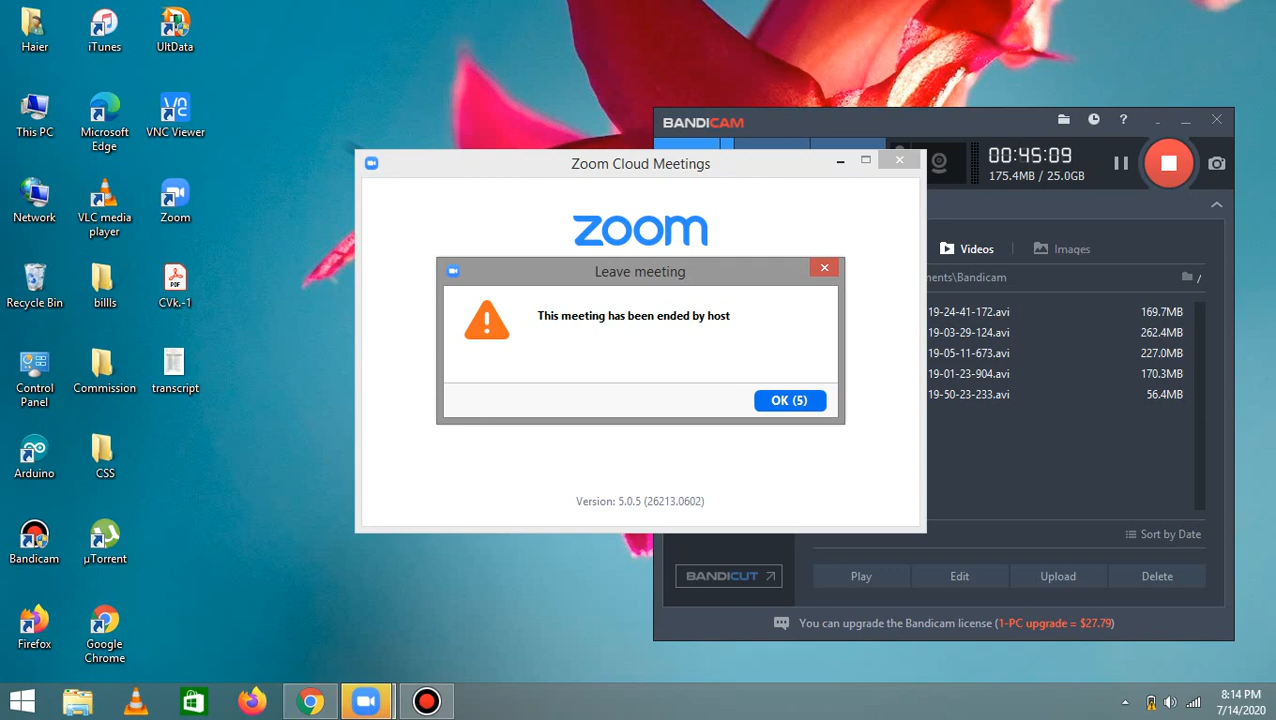 Haier
iTunes
UltData
This PC
Microsoft
Edge
VNC Viewer
Network
VLC media
player
Zoom
Recycle Bin
billls
CVk.-1
Control
Panel
Commission
transcript
Arduino
CSS
Bandicam
µTorrent
Firefox
Google
Chrome
BANDICAM
00:45:09
175.4MB / 25.0GB
Videos
Images
ments\Bandicam
/
19-24-41-172.avi 169.7MB
19-03-29-124.avi 262.4MB
19-05-11-673.avi 227.0MB
19-01-23-904.avi 170.3MB
19-50-23-233.avi 56.4MB
Sort by Date
BANDICUT
Play
Edit
Upload
Delete
You can upgrade the Bandicam license (1-PC upgrade = $27.79)
Zoom Cloud Meetings
zoom
Leave meeting
This meeting has been ended by host
OK (5)
Version: 5.0.5 (26213.0602)
8:14 PM
7/14/2020